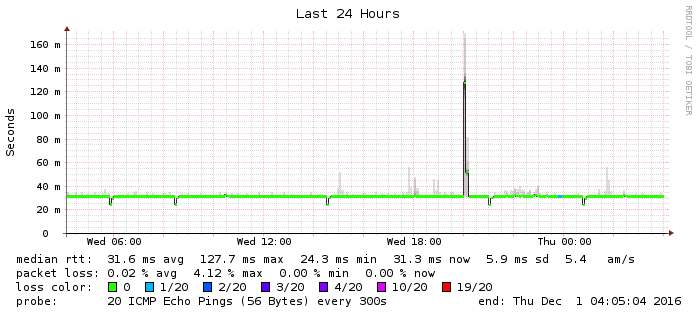 Last 24 Hours
RRDTOOL / TOBI OETIKER
Seconds
160 m
140 m
120 m
100 m
80 m
60 m
40 m
20 m
0
Wed 06:00 Wed 12:00 Wed 18:00 Thu 00:00
median rtt: 31.6 ms avg 127.7 ms max 24.3 ms min 31.3 ms now 5.9 ms sd 5.4 am/s
packet loss: 0.02 % avg 4.12 % max 0.00 % min 0.00 % now
loss color: 0 1/20 2/20 3/20 4/20 10/20 19/20
probe: 20 ICMP Echo Pings (56 Bytes) every 300s end: Thu Dec 1 04:05:04 2016